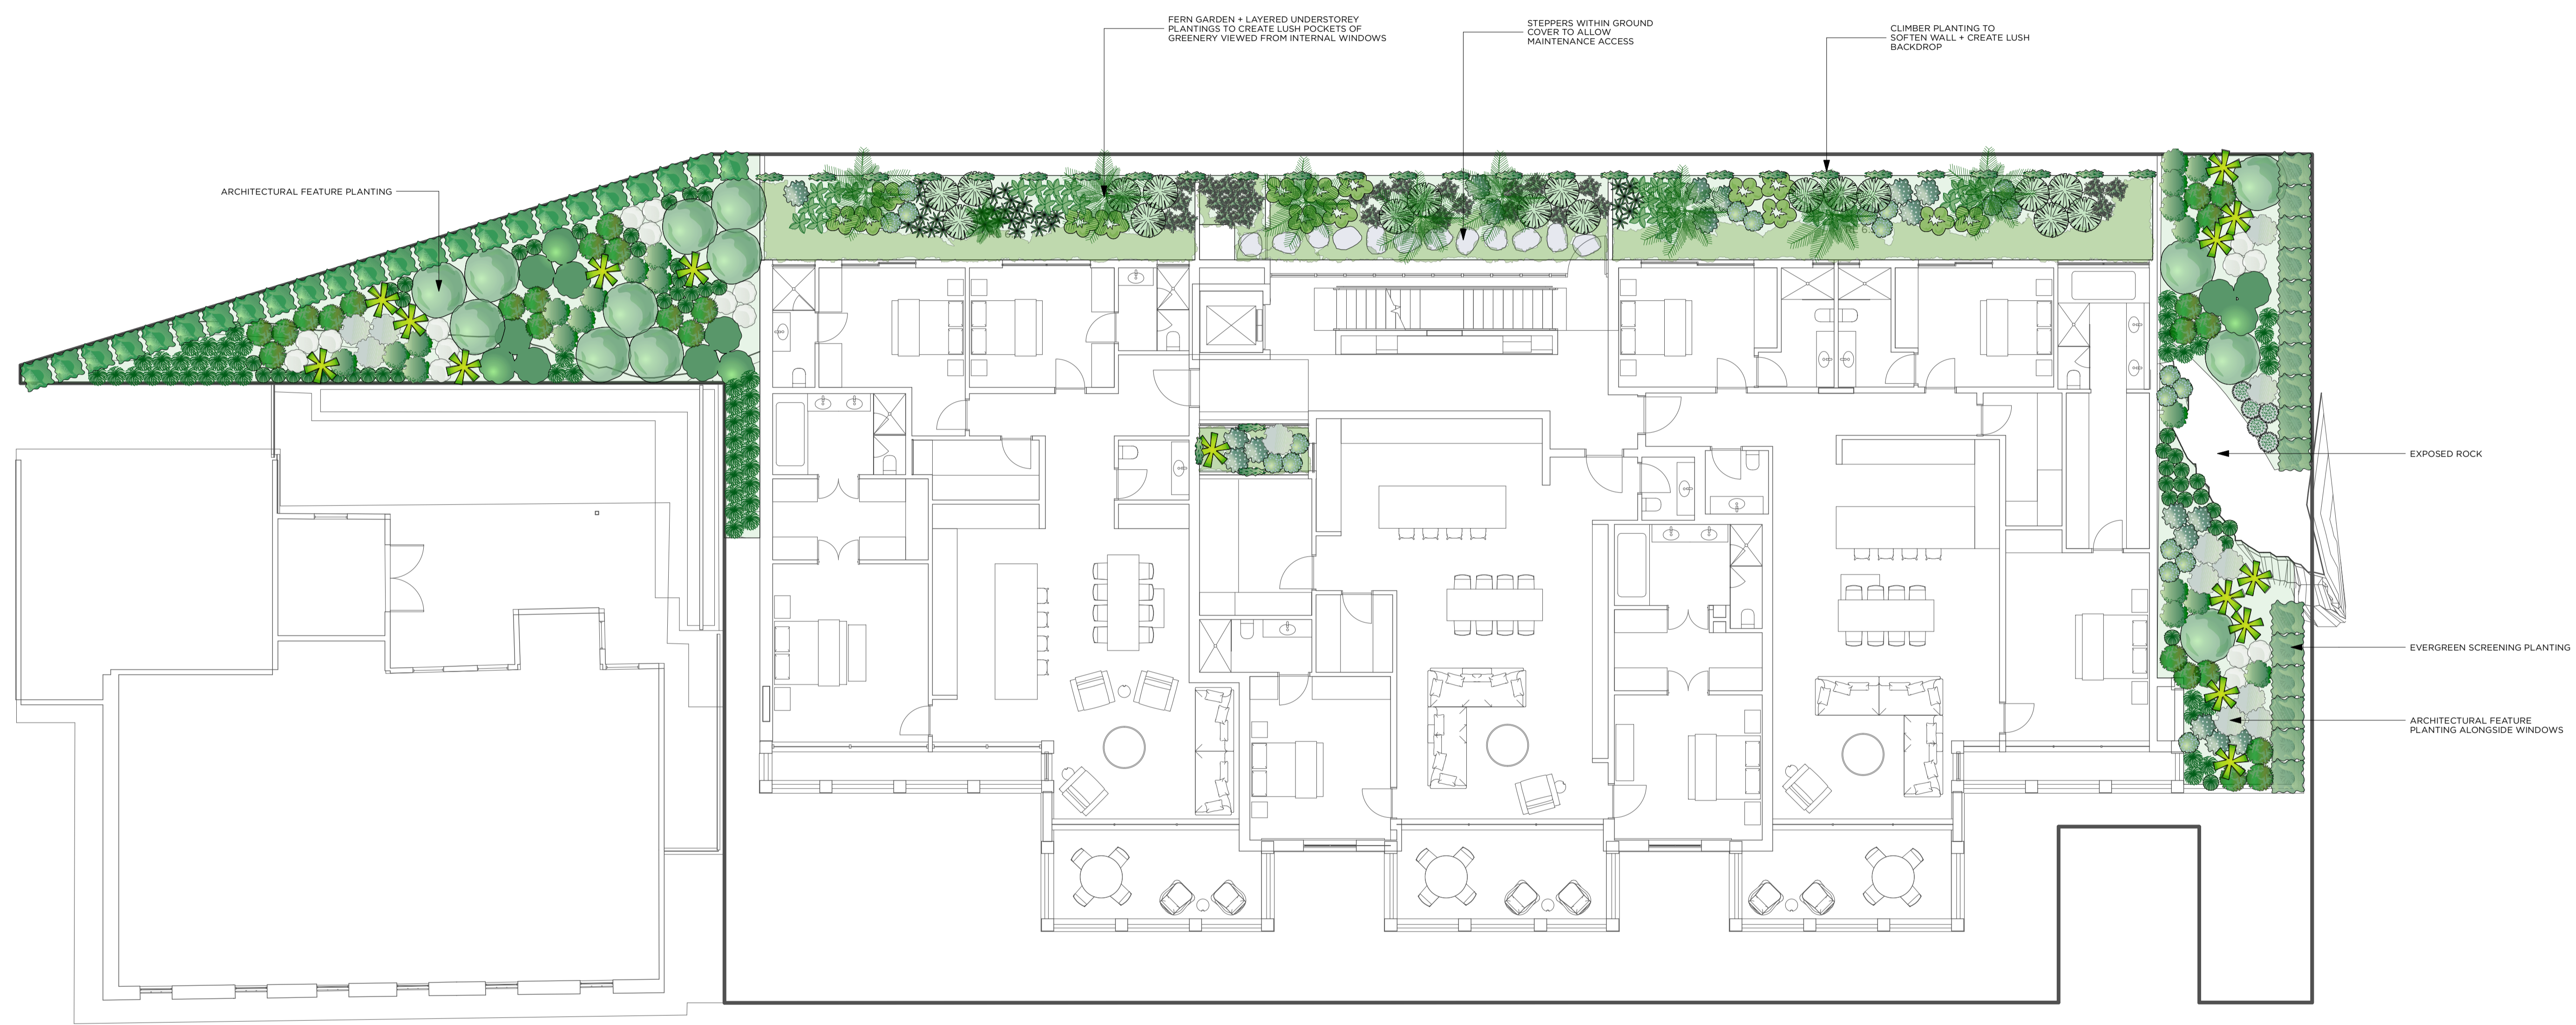 FERN GARDEN + LAYERED UNDERSTOREY
PLANTINGS TO CREATE LUSH POCKETS OF
GREENERY VIEWED FROM INTERNAL WINDOWS
STEPPERS WITHIN GROUND
COVER TO ALLOW
MAINTENANCE ACCESS
CLIMBER PLANTING TO
SOFTEN WALL + CREATE LUSH
BACKDROP
ARCHITECTURAL FEATURE PLANTING
EXPOSED ROCK
EVERGREEN SCREENING PLANTING
ARCHITECTURAL FEATURE
PLANTING ALONGSIDE WINDOWS